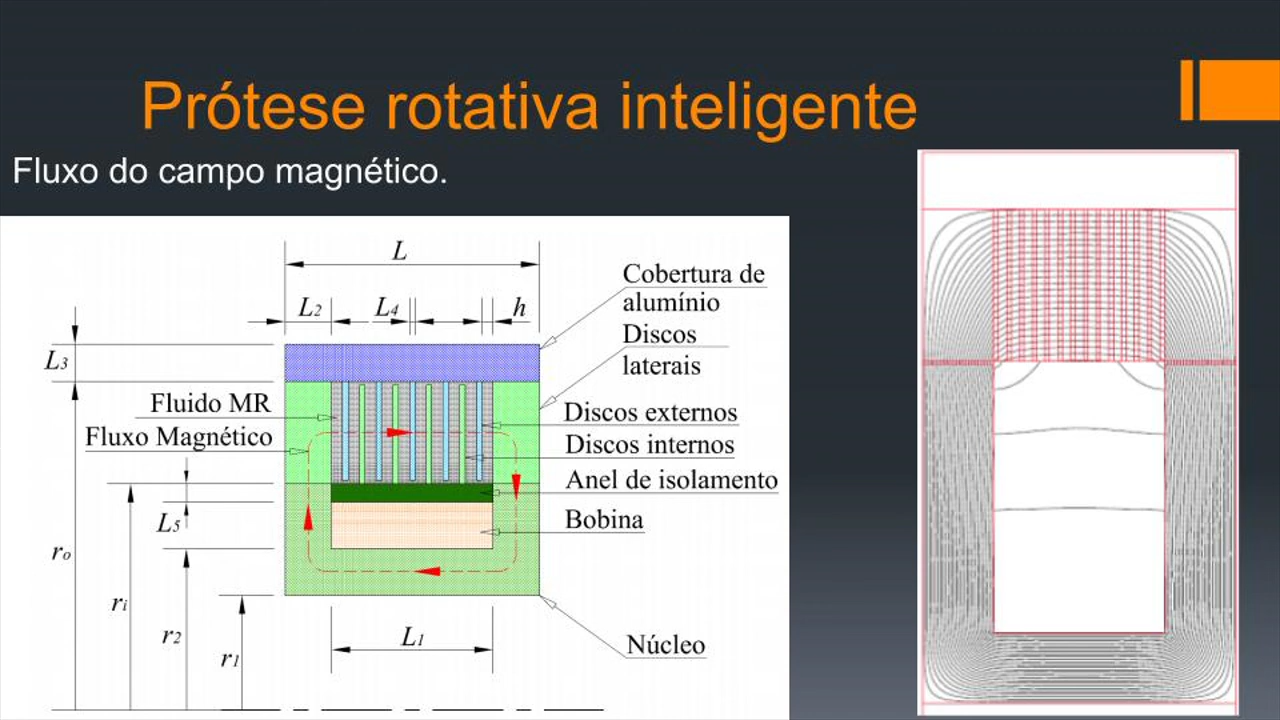 Prótese rotativa inteligente
Fluxo do campo magnético.
L
L2
L4
h
L3
Cobertura de
alumínio
Discos
laterais
Fluido MR
Fluxo Magnético
Discos externos
Discos internos
Anel de isolamento
Bobina
L5
ro
ri
r2
r1
L1
Núcleo